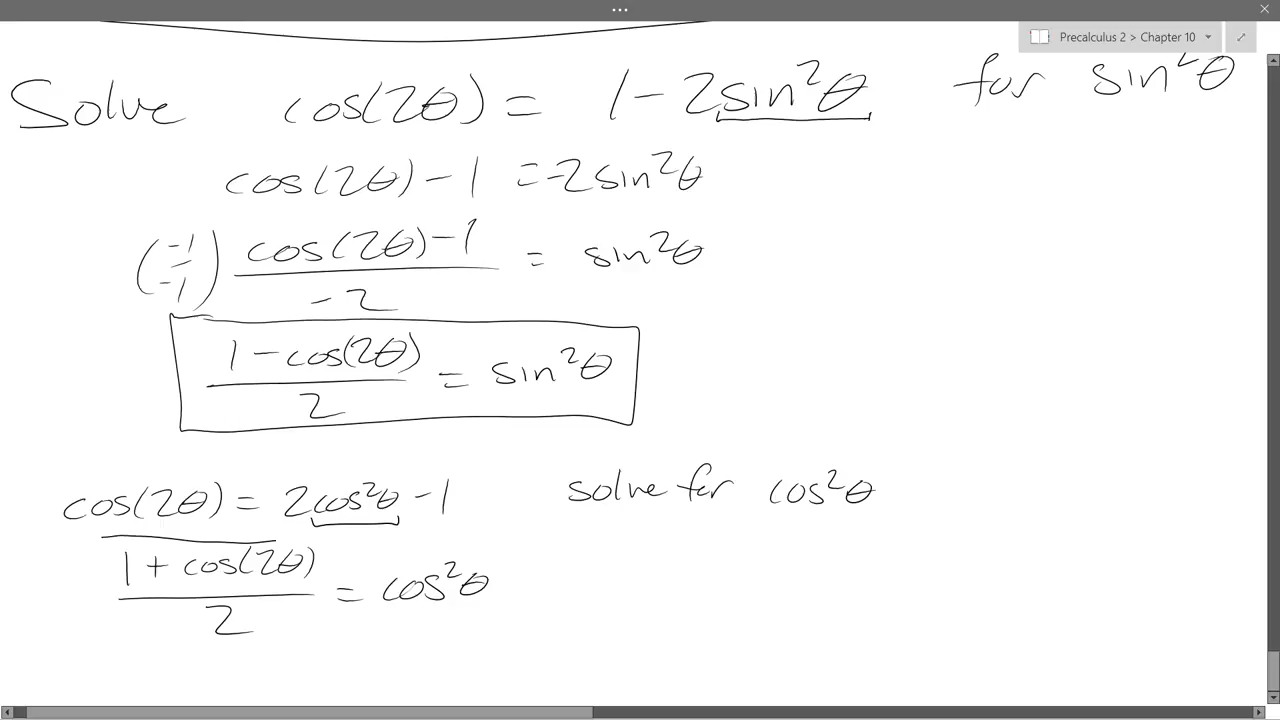 Precalculus 2 > Chapter 10
Solve cos(2θ) = 1 - 2sin²θ for sin²θ
cos(2θ) - 1 = -2sin²θ
(-1/-1) (cos(2θ) - 1)/-2 = sin²θ
(1 - cos(2θ))/2 = sin²θ
cos(2θ) = 2cos²θ - 1 solve for cos²θ
(1 + cos(2θ))/2 = cos²θ